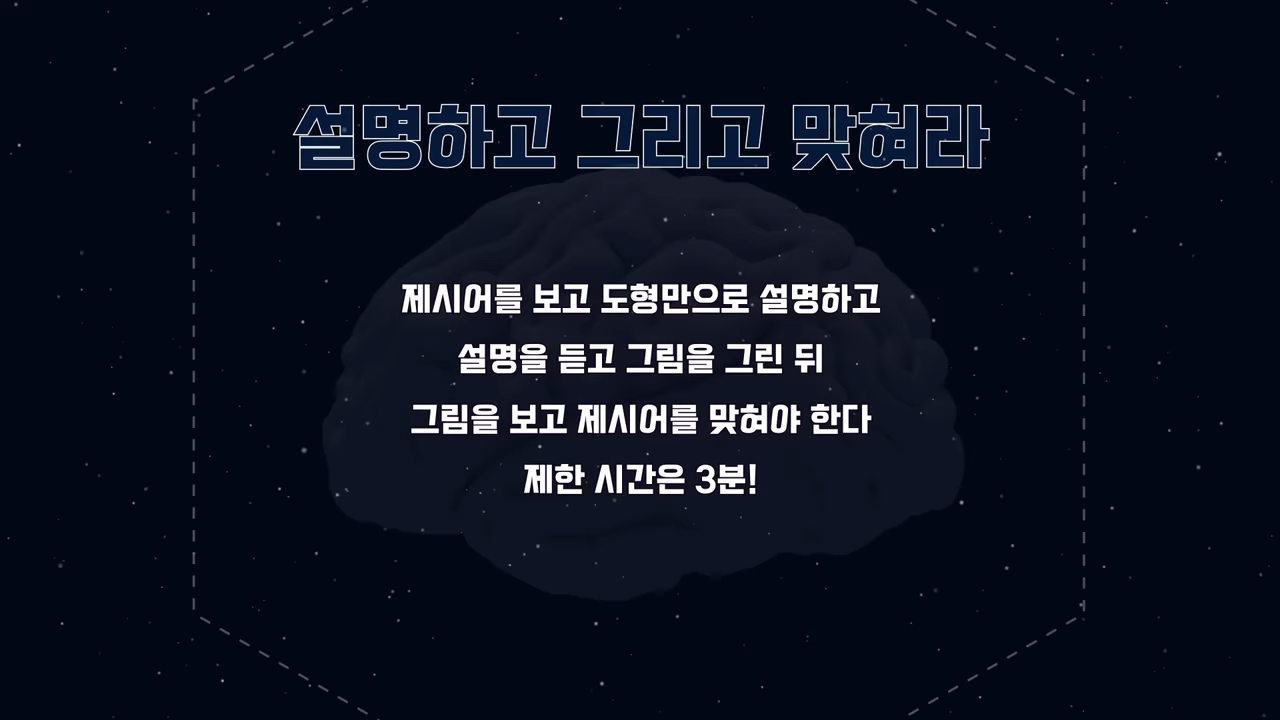 설명하고 그리고 맞혀라
제시어를 보고 도형만으로 설명하고
설명을 듣고 그림을 그린 뒤
그림을 보고 제시어를 맞혀야 한다
제한 시간은 3분!